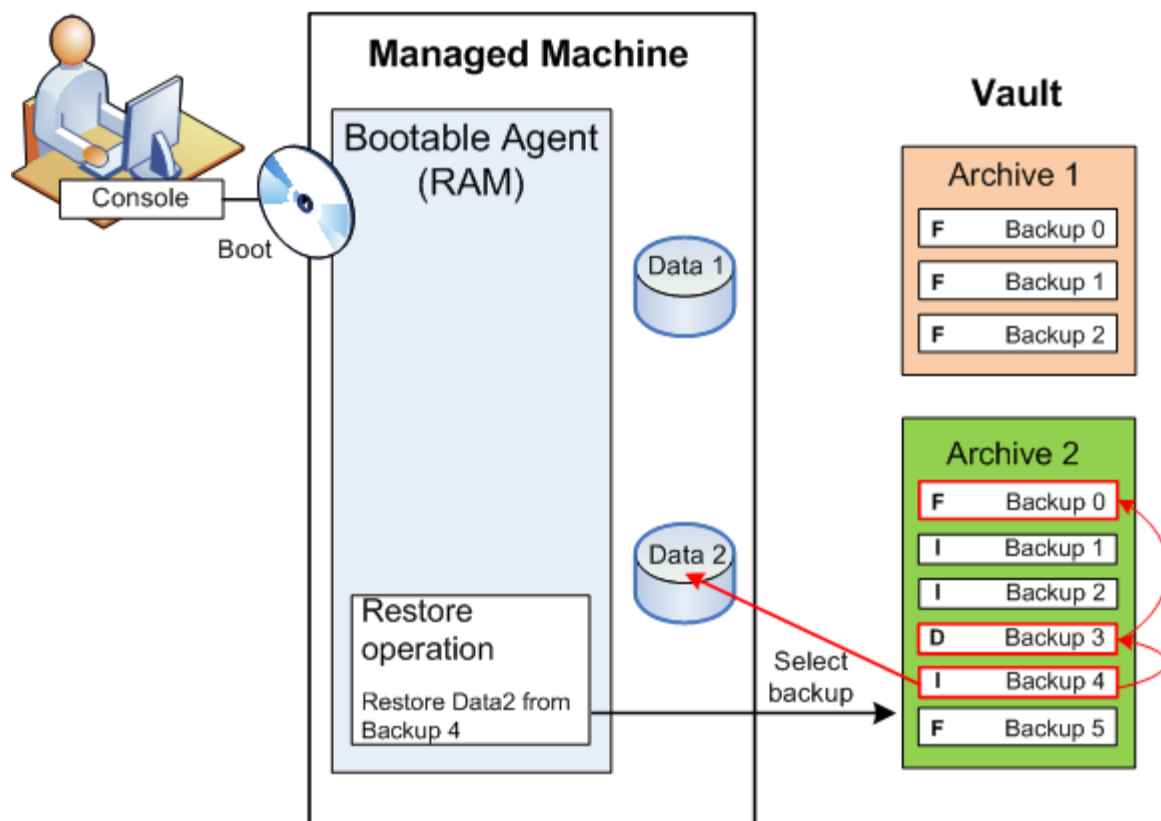 Managed Machine
Vault
Console
Boot
Bootable Agent
(RAM)
Data 1
Data 2
Restore
operation
Restore Data2 from
Backup 4
Select
backup
Archive 1
F Backup 0
F Backup 1
F Backup 2
Archive 2
F Backup 0
I Backup 1
I Backup 2
D Backup 3
I Backup 4
F Backup 5